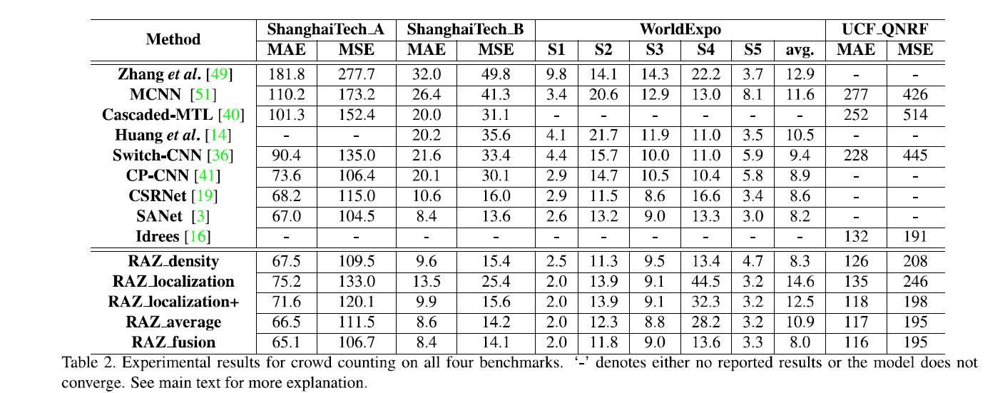 Method ShanghaiTech_A ShanghaiTech_B WorldExpo UCF_QNRF
MAE MSE MAE MSE S1 S2 S3 S4 S5 avg. MAE MSE
Zhang et al. [49] 181.8 277.7 32.0 49.8 9.8 14.1 14.3 22.2 3.7 12.9 - -
MCNN [51] 110.2 173.2 26.4 41.3 3.4 20.6 12.9 13.0 8.1 11.6 277 426
Cascaded-MTL [40] 101.3 152.4 20.0 31.1 - - - - - - 252 514
Huang et al. [14] - - 20.2 35.6 4.1 21.7 11.9 11.0 3.5 10.5 - -
Switch-CNN [36] 90.4 135.0 21.6 33.4 4.4 15.7 10.0 11.0 5.9 9.4 228 445
CP-CNN [41] 73.6 106.4 20.1 30.1 2.9 14.7 10.5 10.4 5.8 8.9 - -
CSRNet [19] 68.2 115.0 10.6 16.0 2.9 11.5 8.6 16.6 3.4 8.6 - -
SANet [3] 67.0 104.5 8.4 13.6 2.6 13.2 9.0 13.3 3.0 8.2 - -
Idrees [16] - - - - - - - - - - 132 191
RAZ_density 67.5 109.5 9.6 15.4 2.5 11.3 9.5 13.4 4.7 8.3 126 208
RAZ_localization 75.2 133.0 13.5 25.4 2.0 13.9 9.1 44.5 3.2 14.6 135 246
RAZ_localization+ 71.6 120.1 9.9 15.6 2.0 13.9 9.1 32.3 3.2 12.5 118 198
RAZ_average 66.5 111.5 8.6 14.2 2.0 12.3 8.8 28.2 3.2 10.9 117 195
RAZ_fusion 65.1 106.7 8.4 14.1 2.0 11.8 9.0 13.6 3.3 8.0 116 195
Table 2. Experimental results for crowd counting on all four benchmarks. ‘-’ denotes either no reported results or the model does not
converge. See main text for more explanation.